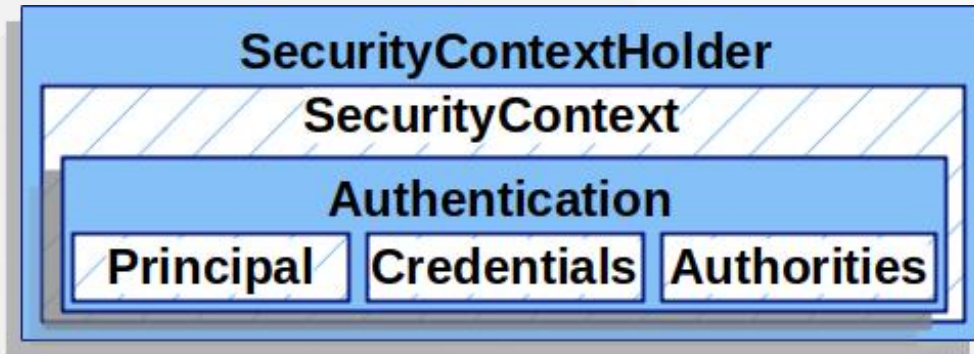 SecurityContextHolder
SecurityContext
Authentication
Principal Credentials Authorities